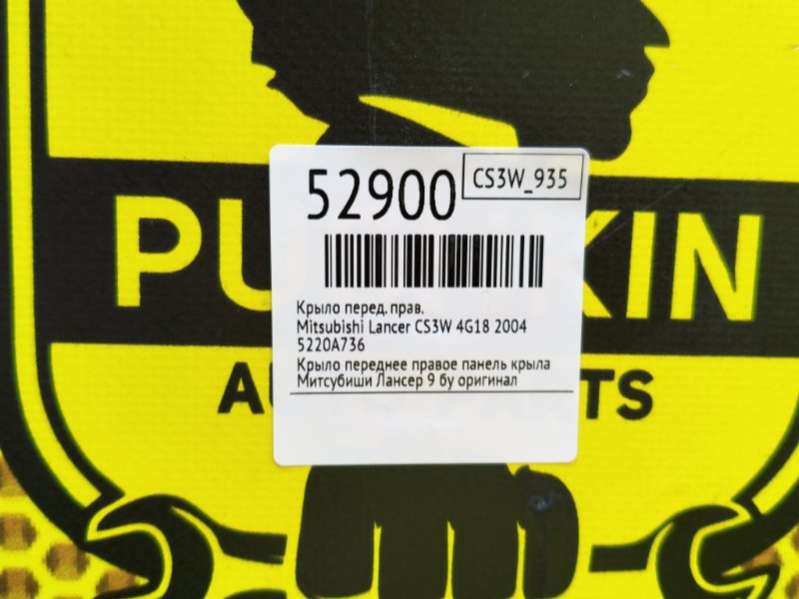 52900
CS3W_935
Крыло перед. прав.
Mitsubishi Lancer CS3W 4G18 2004
5220A736
Крыло переднее правое панель крыла
Митсубиши Лансер 9 бу оригинал